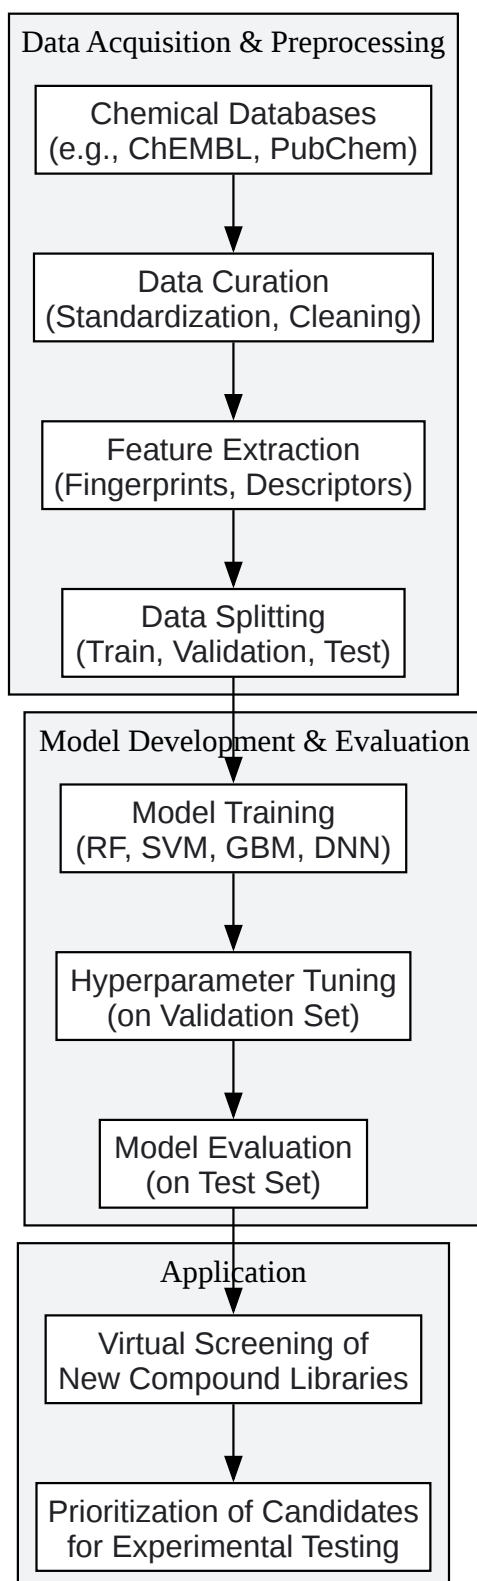 Data Acquisition & Preprocessing
Chemical Databases
(e.g., ChEMBL, PubChem)
Data Curation
(Standardization, Cleaning)
Feature Extraction
(Fingerprints, Descriptors)
Data Splitting
(Train, Validation, Test)
Model Development & Evaluation
Model Training
(RF, SVM, GBM, DNN)
Hyperparameter Tuning
(on Validation Set)
Model Evaluation
(on Test Set)
Application
Virtual Screening of
New Compound Libraries
Prioritization of Candidates
for Experimental Testing